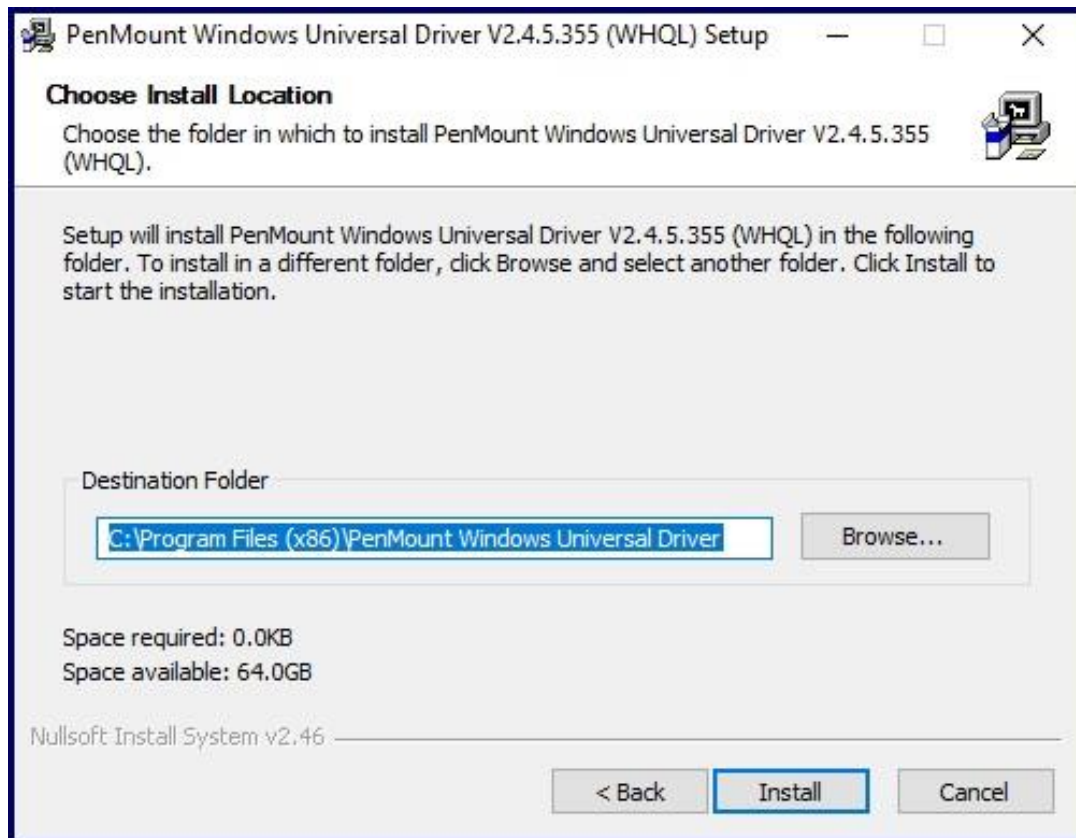 PenMount Windows Universal Driver V2.4.5.355 (WHQL) Setup
Choose Install Location
Choose the folder in which to install PenMount Windows Universal Driver V2.4.5.355
(WHQL).
Setup will install PenMount Windows Universal Driver V2.4.5.355 (WHQL) in the following
folder. To install in a different folder, click Browse and select another folder. Click Install to
start the installation.
Destination Folder
C:\Program Files (x86)\PenMount Windows Universal Driver
Browse...
Space required: 0.0KB
Space available: 64.0GB
Nullsoft Install System v2.46
< Back Install Cancel